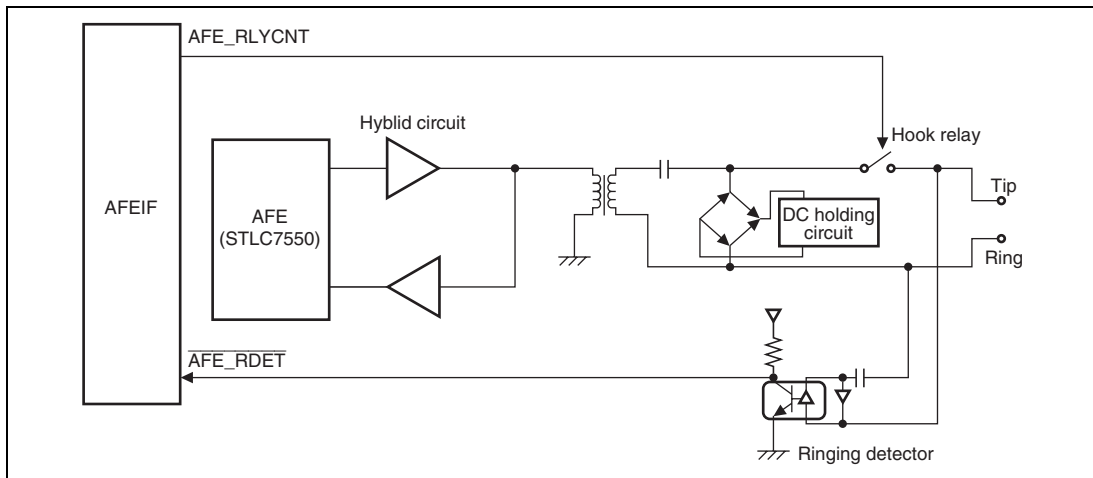 AFE_RLYCNT
Hyblid circuit
Hook relay
AFEIF
AFE
(STLC7550)
DC holding
circuit
Tip
Ring
AFE_RDET
Ringing detector